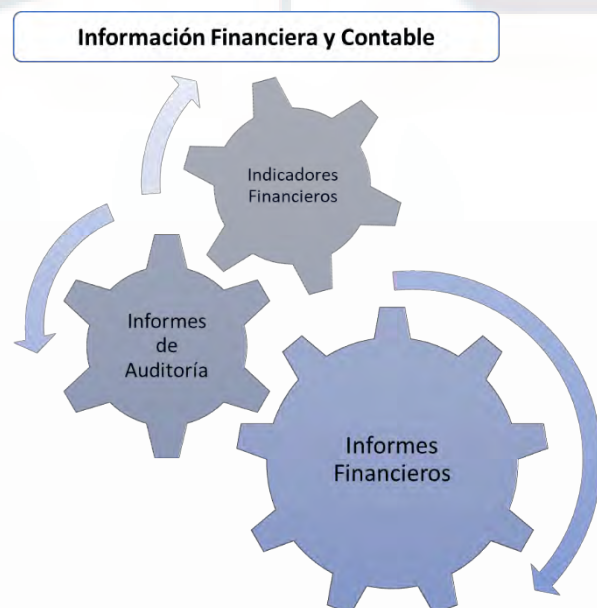 Información Financiera y Contable
Indicadores
Financieros
Informes
de
Auditoría
Informes
Financieros